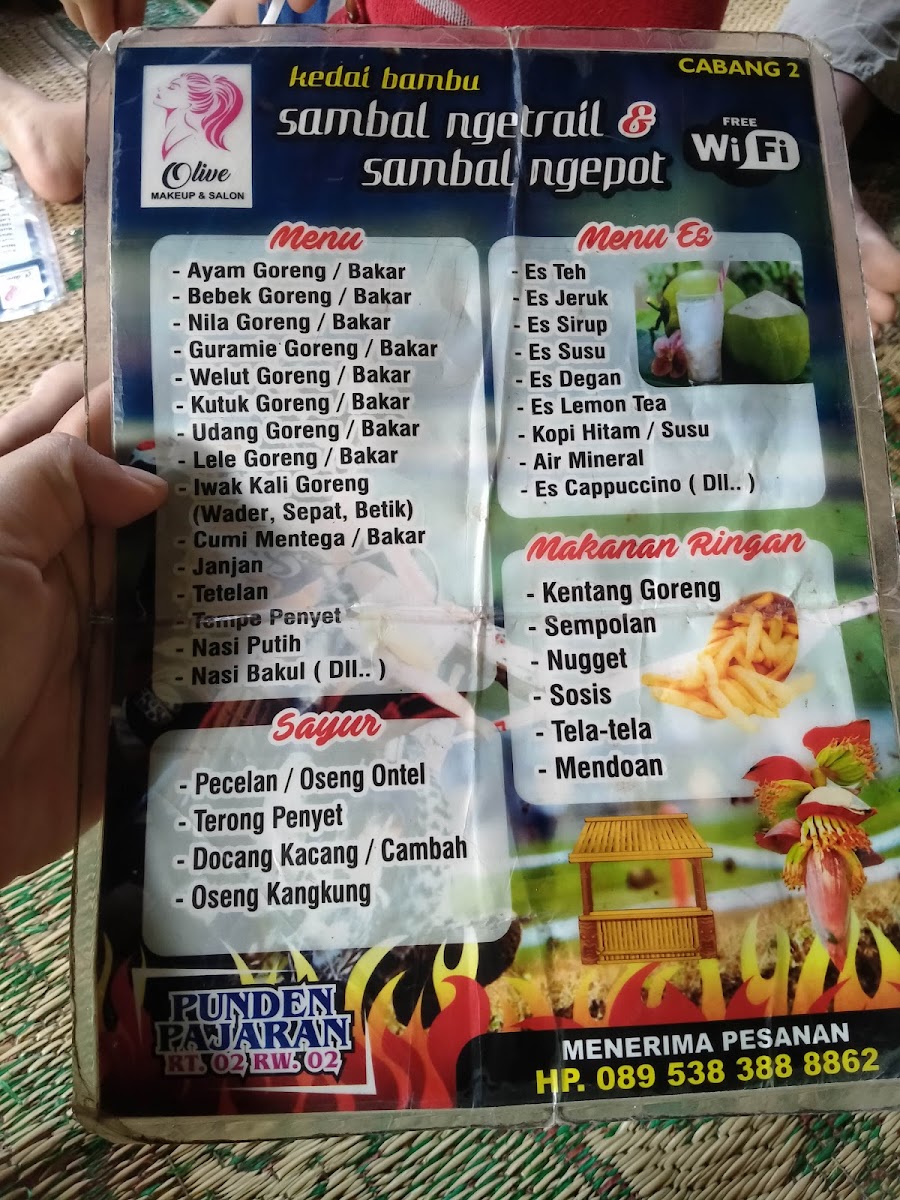 Olive
MAKEUP & SALON
kedai bambu
sambal ngetrail &
sambal ngepot
CABANG 2
FREE
WiFi
Menu
- Ayam Goreng / Bakar
- Bebek Goreng / Bakar
- Nila Goreng / Bakar
- Guramie Goreng / Bakar
- Welut Goreng / Bakar
- Kutuk Goreng / Bakar
- Udang Goreng / Bakar
- Lele Goreng / Bakar
- Iwak Kali Goreng
(Wader, Sepat, Betik)
- Cumi Mentega / Bakar
- Janjan
- Tetelan
- Tempe Penyet
- Nasi Putih
- Nasi Bakul ( Dll.. )
Sayur
- Pecelan / Oseng Ontel
- Terong Penyet
- Docang Kacang / Cambah
- Oseng Kangkung
Menu Es
- Es Teh
- Es Jeruk
- Es Sirup
- Es Susu
- Es Degan
- Es Lemon Tea
- Kopi Hitam / Susu
- Air Mineral
- Es Cappuccino ( Dll.. )
Makanan Ringan
- Kentang Goreng
- Sempolan
- Nugget
- Sosis
- Tela-tela
- Mendoan
PUNDEN
PAJARAN
RT. 02 RW. 02
MENERIMA PESANAN
HP. 089 538 388 8862